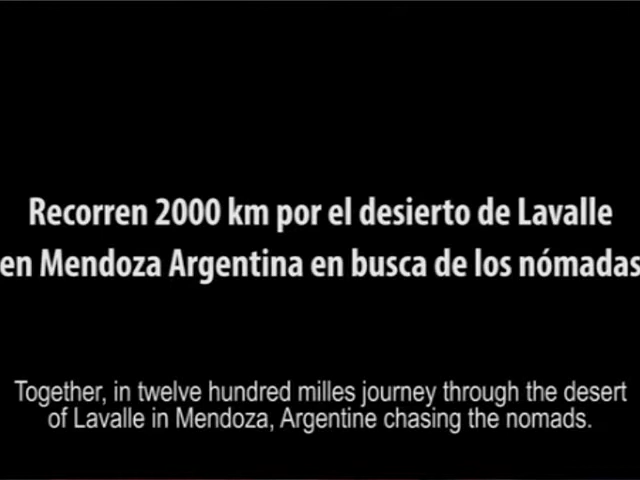 Recorren 2000 km por el desierto de Lavalle
en Mendoza Argentina en busca de los nómadas
Together, in twelve hundred milles journey through the desert
of Lavalle in Mendoza, Argentine chasing the nomads.